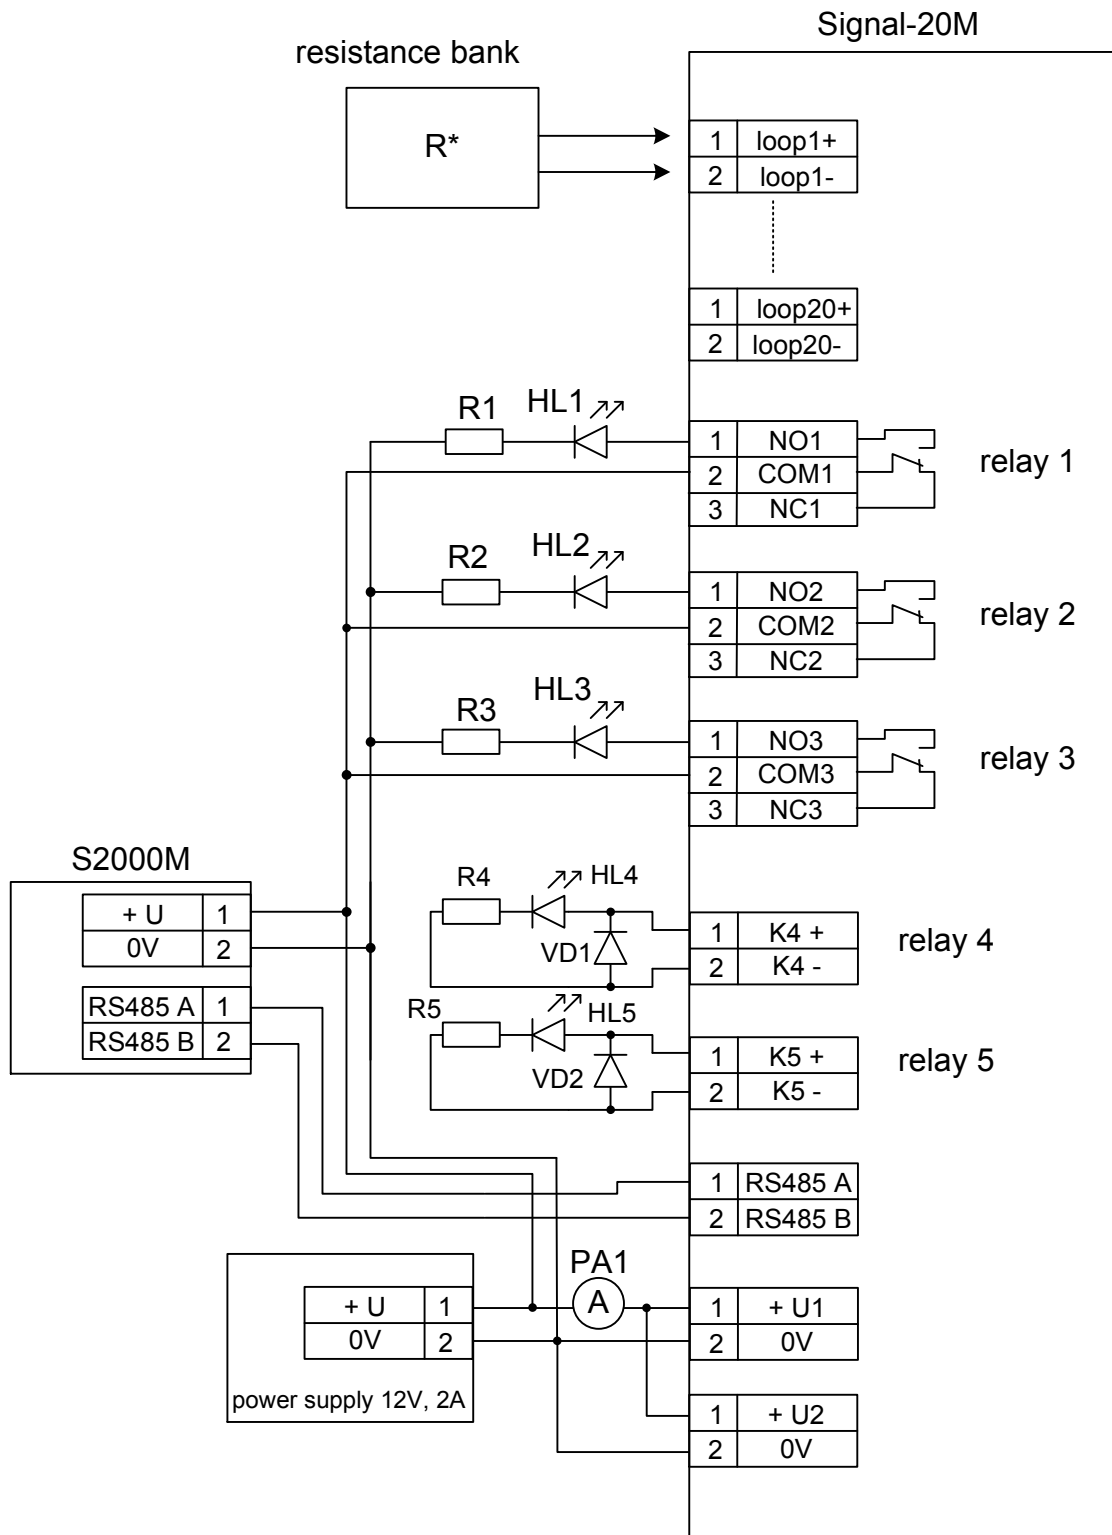 Signal-20M
resistance bank
R*
1 loop1+
2 loop1-
1 loop20+
2 loop20-
R1 HL1
1 NO1
2 COM1
3 NC1
relay 1
R2 HL2
1 NO2
2 COM2
3 NC2
relay 2
R3 HL3
1 NO3
2 COM3
3 NC3
relay 3
S2000M
+ U 1
0V 2
RS485 A 1
RS485 B 2
R4 HL4
VD1
1 K4 +
2 K4 -
relay 4
R5 HL5
VD2
1 K5 +
2 K5 -
relay 5
1 RS485 A
2 RS485 B
PA1
A
+ U 1
0V 2
power supply 12V, 2A
1 + U1
2 0V
1 + U2
2 0V